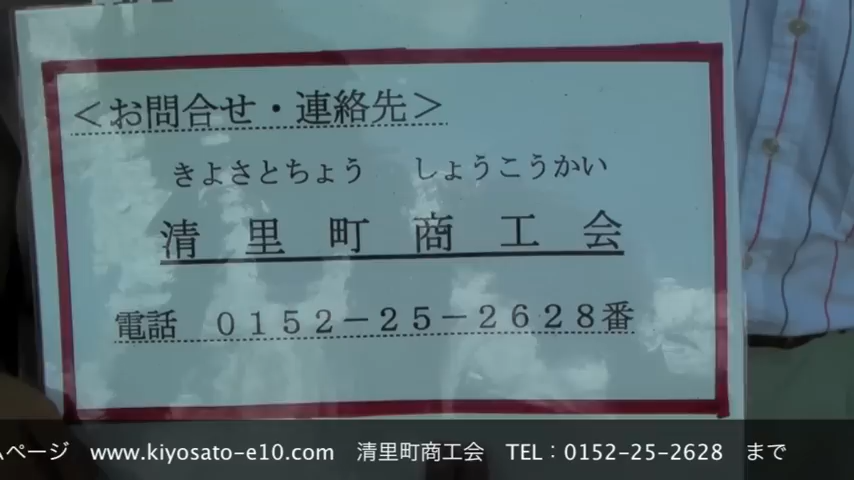 ＜お問合せ・連絡先＞
きよさとちょう　しょうこうかい
清里町商工会
電話　０１５２－２５－２６２８番
ページ　www.kiyosato-e10.com　清里町商工会　TEL：0152-25-2628　まで